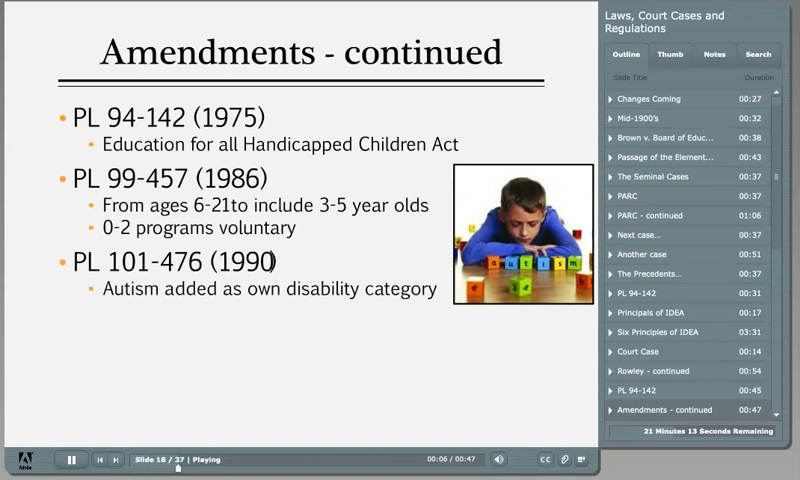 Amendments - continued
PL 94-142 (1975)
Education for all Handicapped Children Act
PL 99-457 (1986)
From ages 6-21to include 3-5 year olds
0-2 programs voluntary
PL 101-476 (1990)
Autism added as own disability category
autism
Laws, Court Cases and
Regulations
Outline Thumb Notes Search
Slide Title Duration
Changes Coming 00:27
Mid-1900's 00:32
Brown v. Board of Educ... 00:38
Passage of the Element... 00:43
The Seminal Cases 00:37
PARC 00:37
PARC - continued 01:06
Next case... 00:37
Another case 00:51
The Precedents... 00:37
PL 94-142 00:31
Principals of IDEA 00:17
Six Principles of IDEA 03:31
Court Case 00:14
Rowley - continued 00:54
PL 94-142 00:45
Amendments - continued 00:47
21 Minutes 13 Seconds Remaining
Adobe
Slide 18 / 37 | Playing
00:06 / 00:47
CC